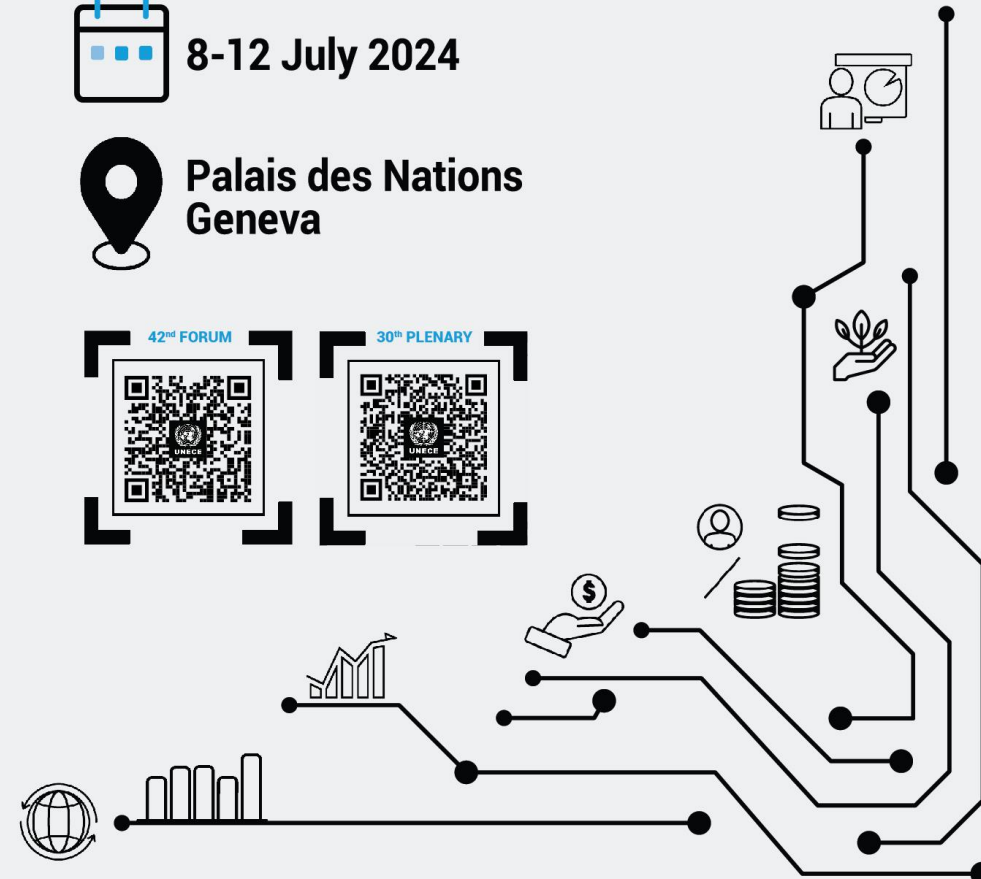 8-12 July 2024
Palais des Nations
Geneva
42nd FORUM
30th PLENARY
UNECE
UNECE
$